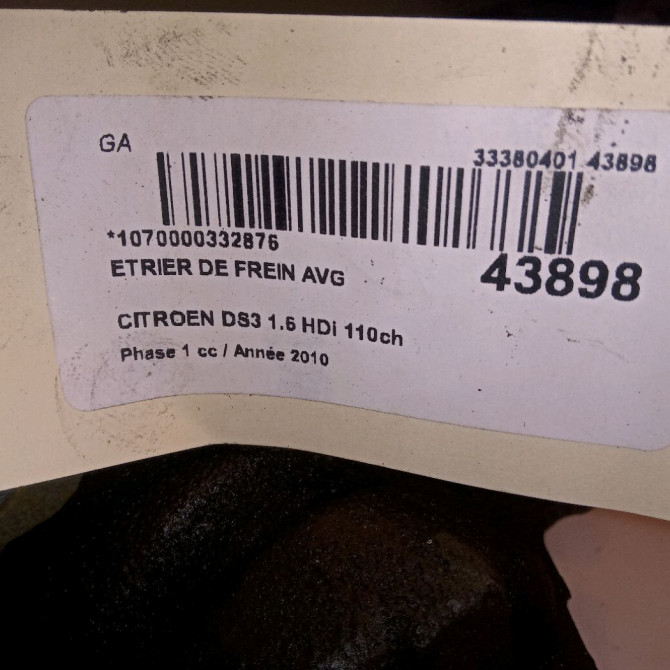 GA
33380401 43898
*1070000332876
43898
ETRIER DE FREIN AVG
CITROEN DS3 1.6 HDi 110ch
Phase 1 cc / Année 2010